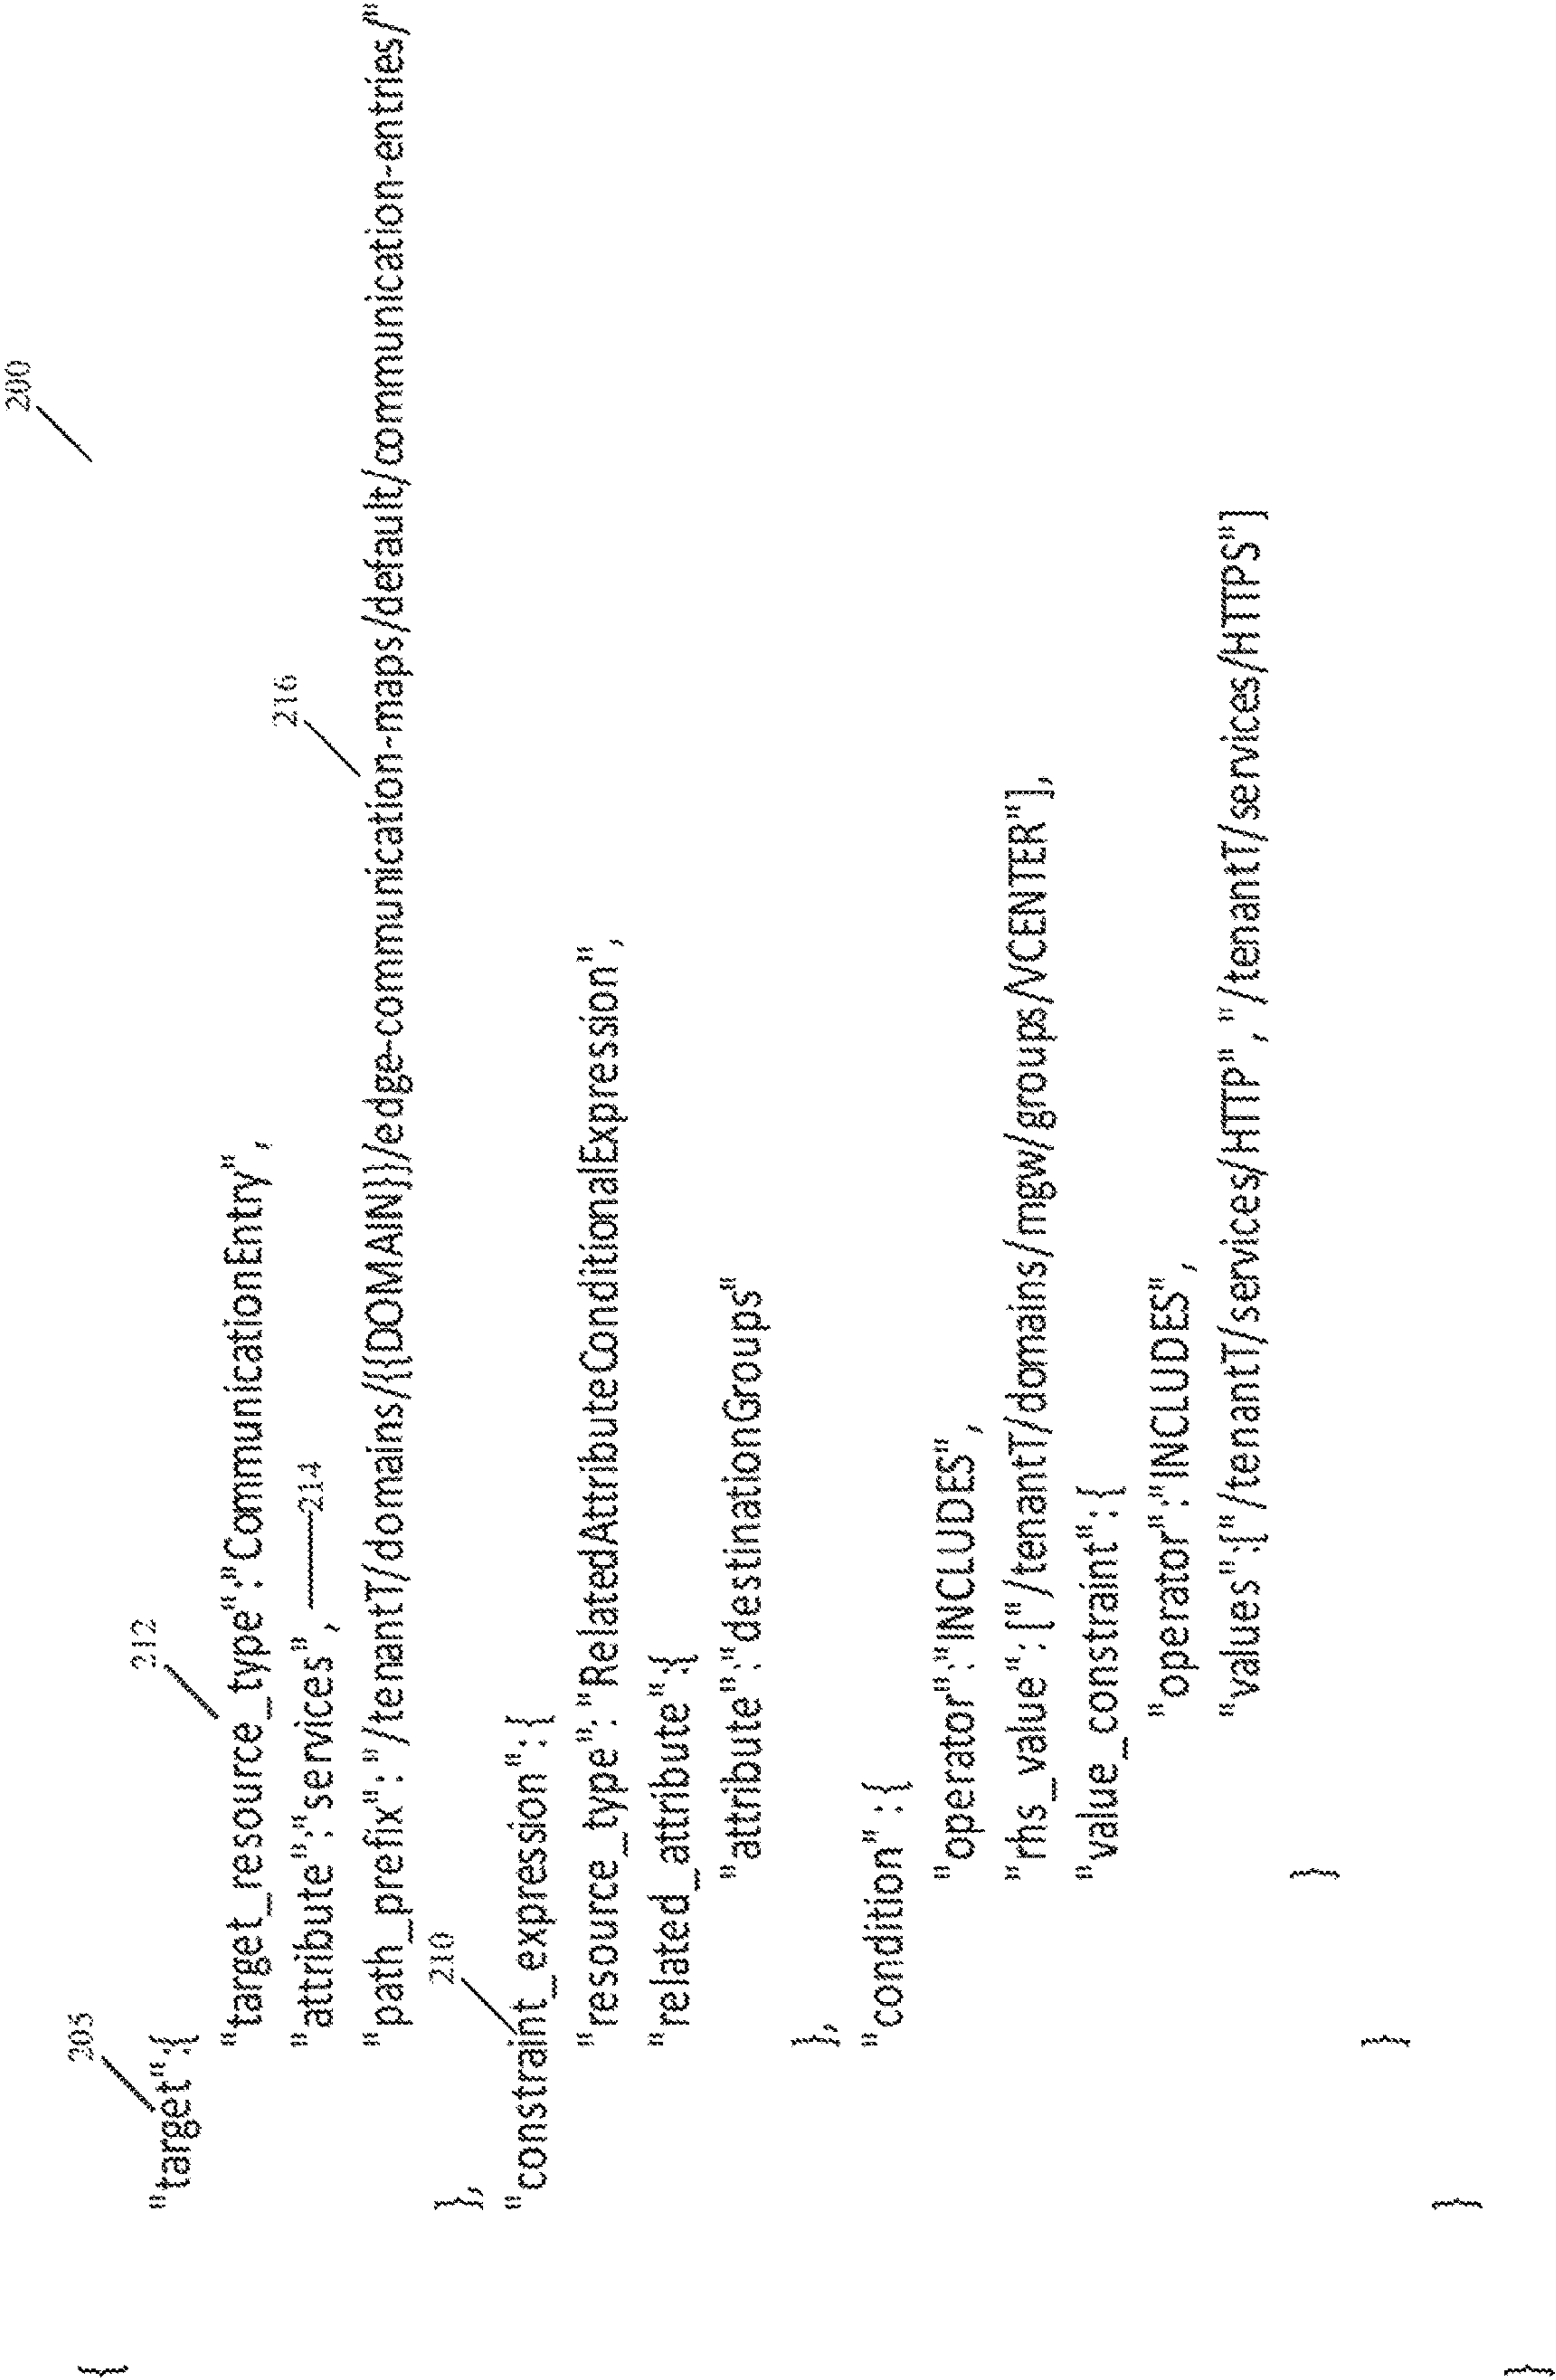 200
{
205
"target":{
212
"target_resource_type":"CommunicationEntry",
"attribute":"services", 214
216
"path_prefix":"/tenantT/domains/{{DOMAIN}}/edge-communication-maps/default/communication-entries/"
},
210
"constraint_expression":{
"resource_type":"RelatedAttributeConditionalExpression",
"related_attribute":{
"attribute":"destinationGroups"
},
"condition":{
"operator":"INCLUDES",
"rhs_value":["/tenantT/domains/mgw/groups/VCENTER"],
"value_constraint":{
"operator":"INCLUDES",
"values":["/tenantT/services/HTTP","/tenantT/services/HTTPS"]
}
}
}
}